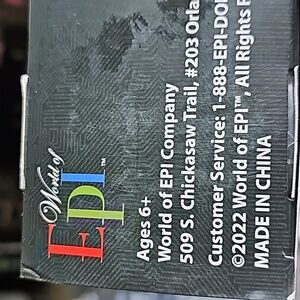 World of
EPI™
Ages 6+
World of EPI Company
509 S. Chickasaw Trail, #203 Orla
Customer Service: 1-888-EPI-DOL
©2022 World of EPI™, All Rights R
MADE IN CHINA